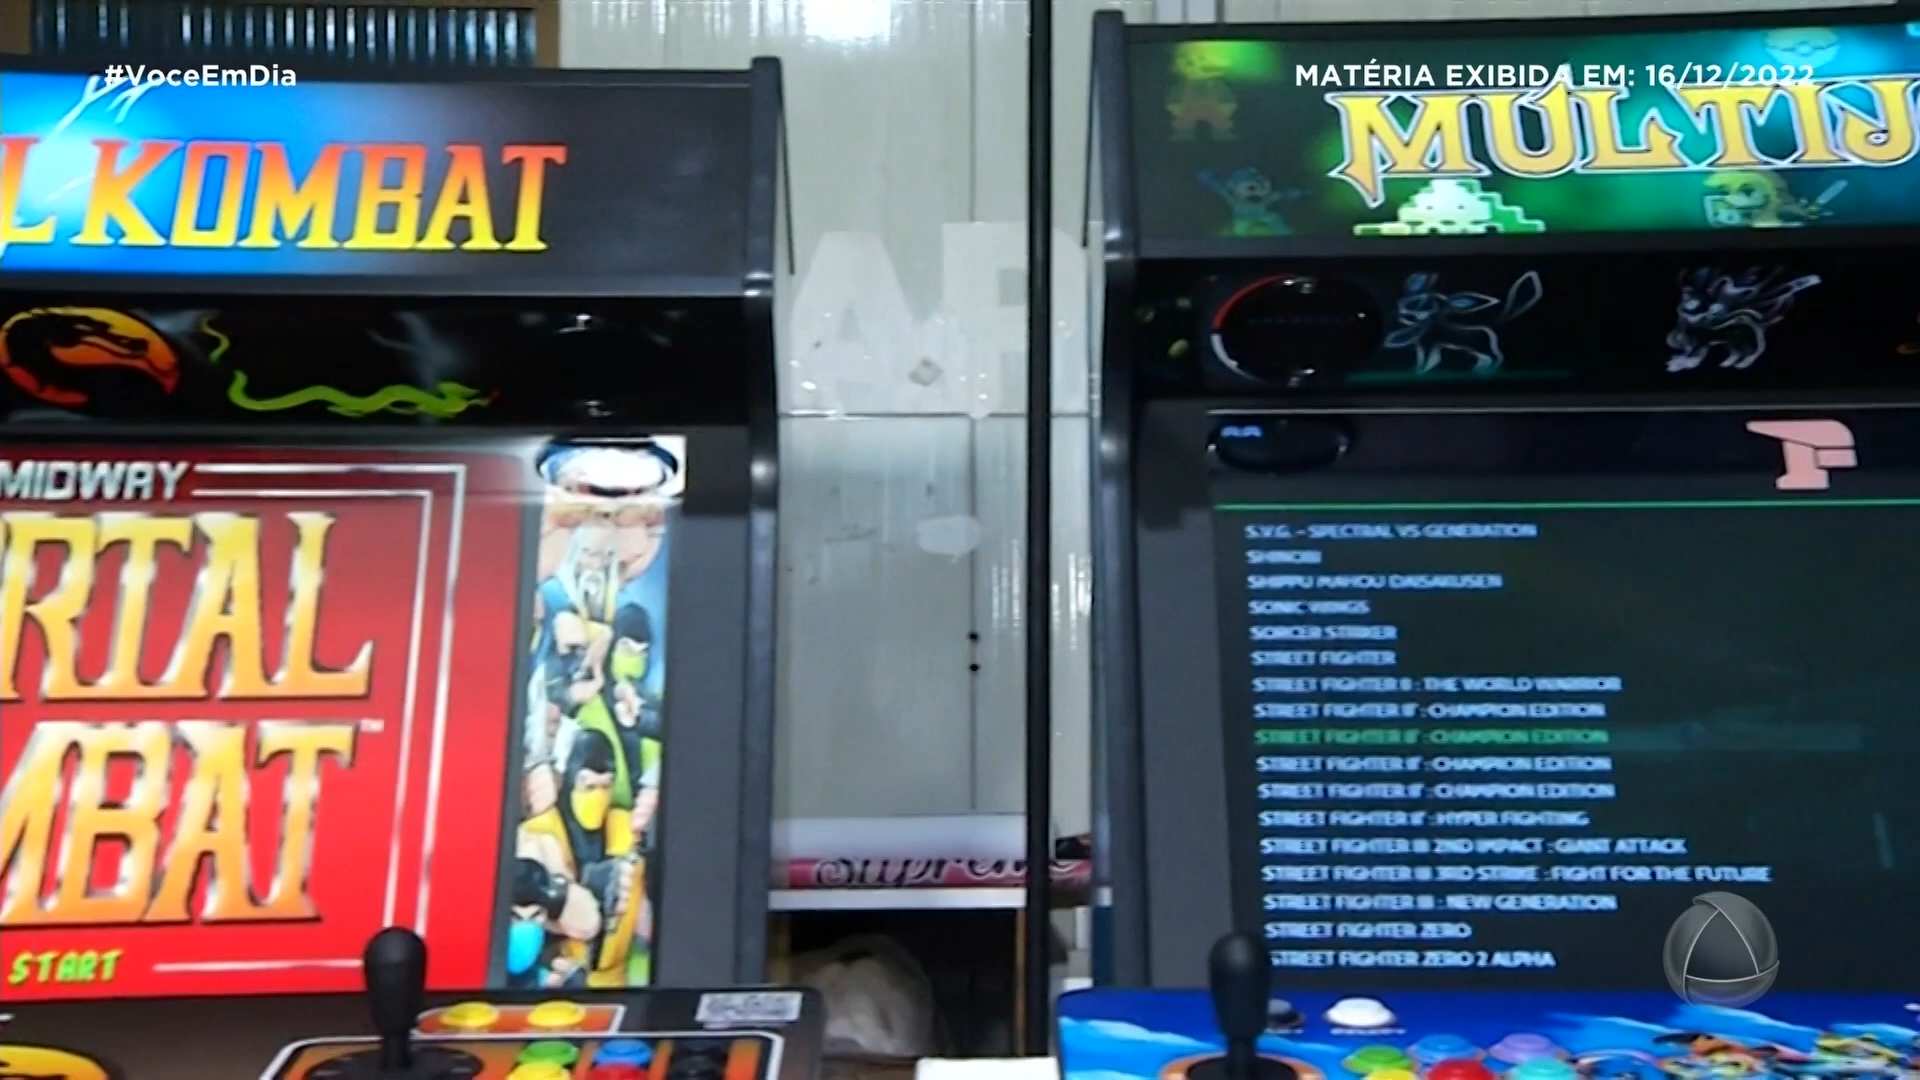 #VoceEmDia
MATÉRIA EXIBIDA EM: 16/12/2022
L KOMBAT
MULTIJ
MIDWAY
RTAL
MBAT™
START
Supreme
S.V.G. - SPECTRAL VS GENERATION
SHINOBI
SHIPPU MAHOU DAISAKUSEN
SONIC WINGS
SORCER STRIKER
STREET FIGHTER
STREET FIGHTER II : THE WORLD WARRIOR
STREET FIGHTER II' : CHAMPION EDITION
STREET FIGHTER II' : CHAMPION EDITION
STREET FIGHTER II' : CHAMPION EDITION
STREET FIGHTER II' : CHAMPION EDITION
STREET FIGHTER II' : HYPER FIGHTING
STREET FIGHTER III 2ND IMPACT : GIANT ATTACK
STREET FIGHTER III 3RD STRIKE : FIGHT FOR THE FUTURE
STREET FIGHTER III : NEW GENERATION
STREET FIGHTER ZERO
STREET FIGHTER ZERO 2 ALPHA